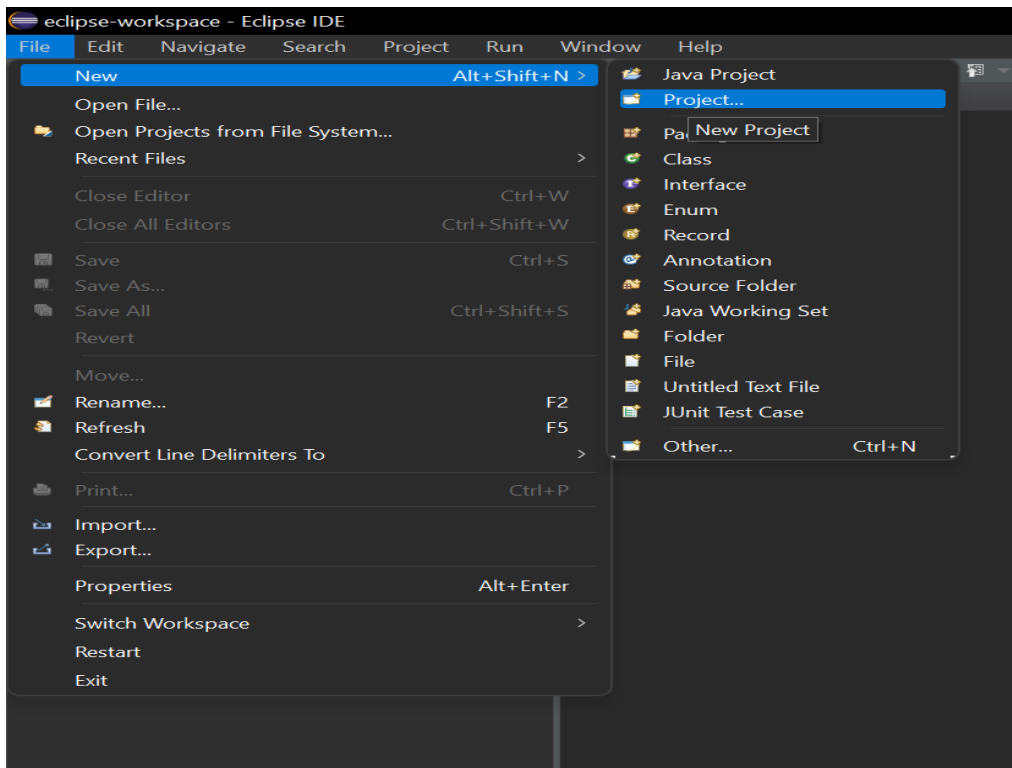 eclipse-workspace - Eclipse IDE
File Edit Navigate Search Project Run Window Help
New Alt+Shift+N >
Open File...
Open Projects from File System...
Recent Files >
Close Editor Ctrl+W
Close All Editors Ctrl+Shift+W
Save Ctrl+S
Save As...
Save All Ctrl+Shift+S
Revert
Move...
Rename... F2
Refresh F5
Convert Line Delimiters To >
Print... Ctrl+P
Import...
Export...
Properties Alt+Enter
Switch Workspace >
Restart
Exit
Java Project
Project...
New Project
Class
Interface
Enum
Record
Annotation
Source Folder
Java Working Set
Folder
File
Untitled Text File
JUnit Test Case
Other... Ctrl+N